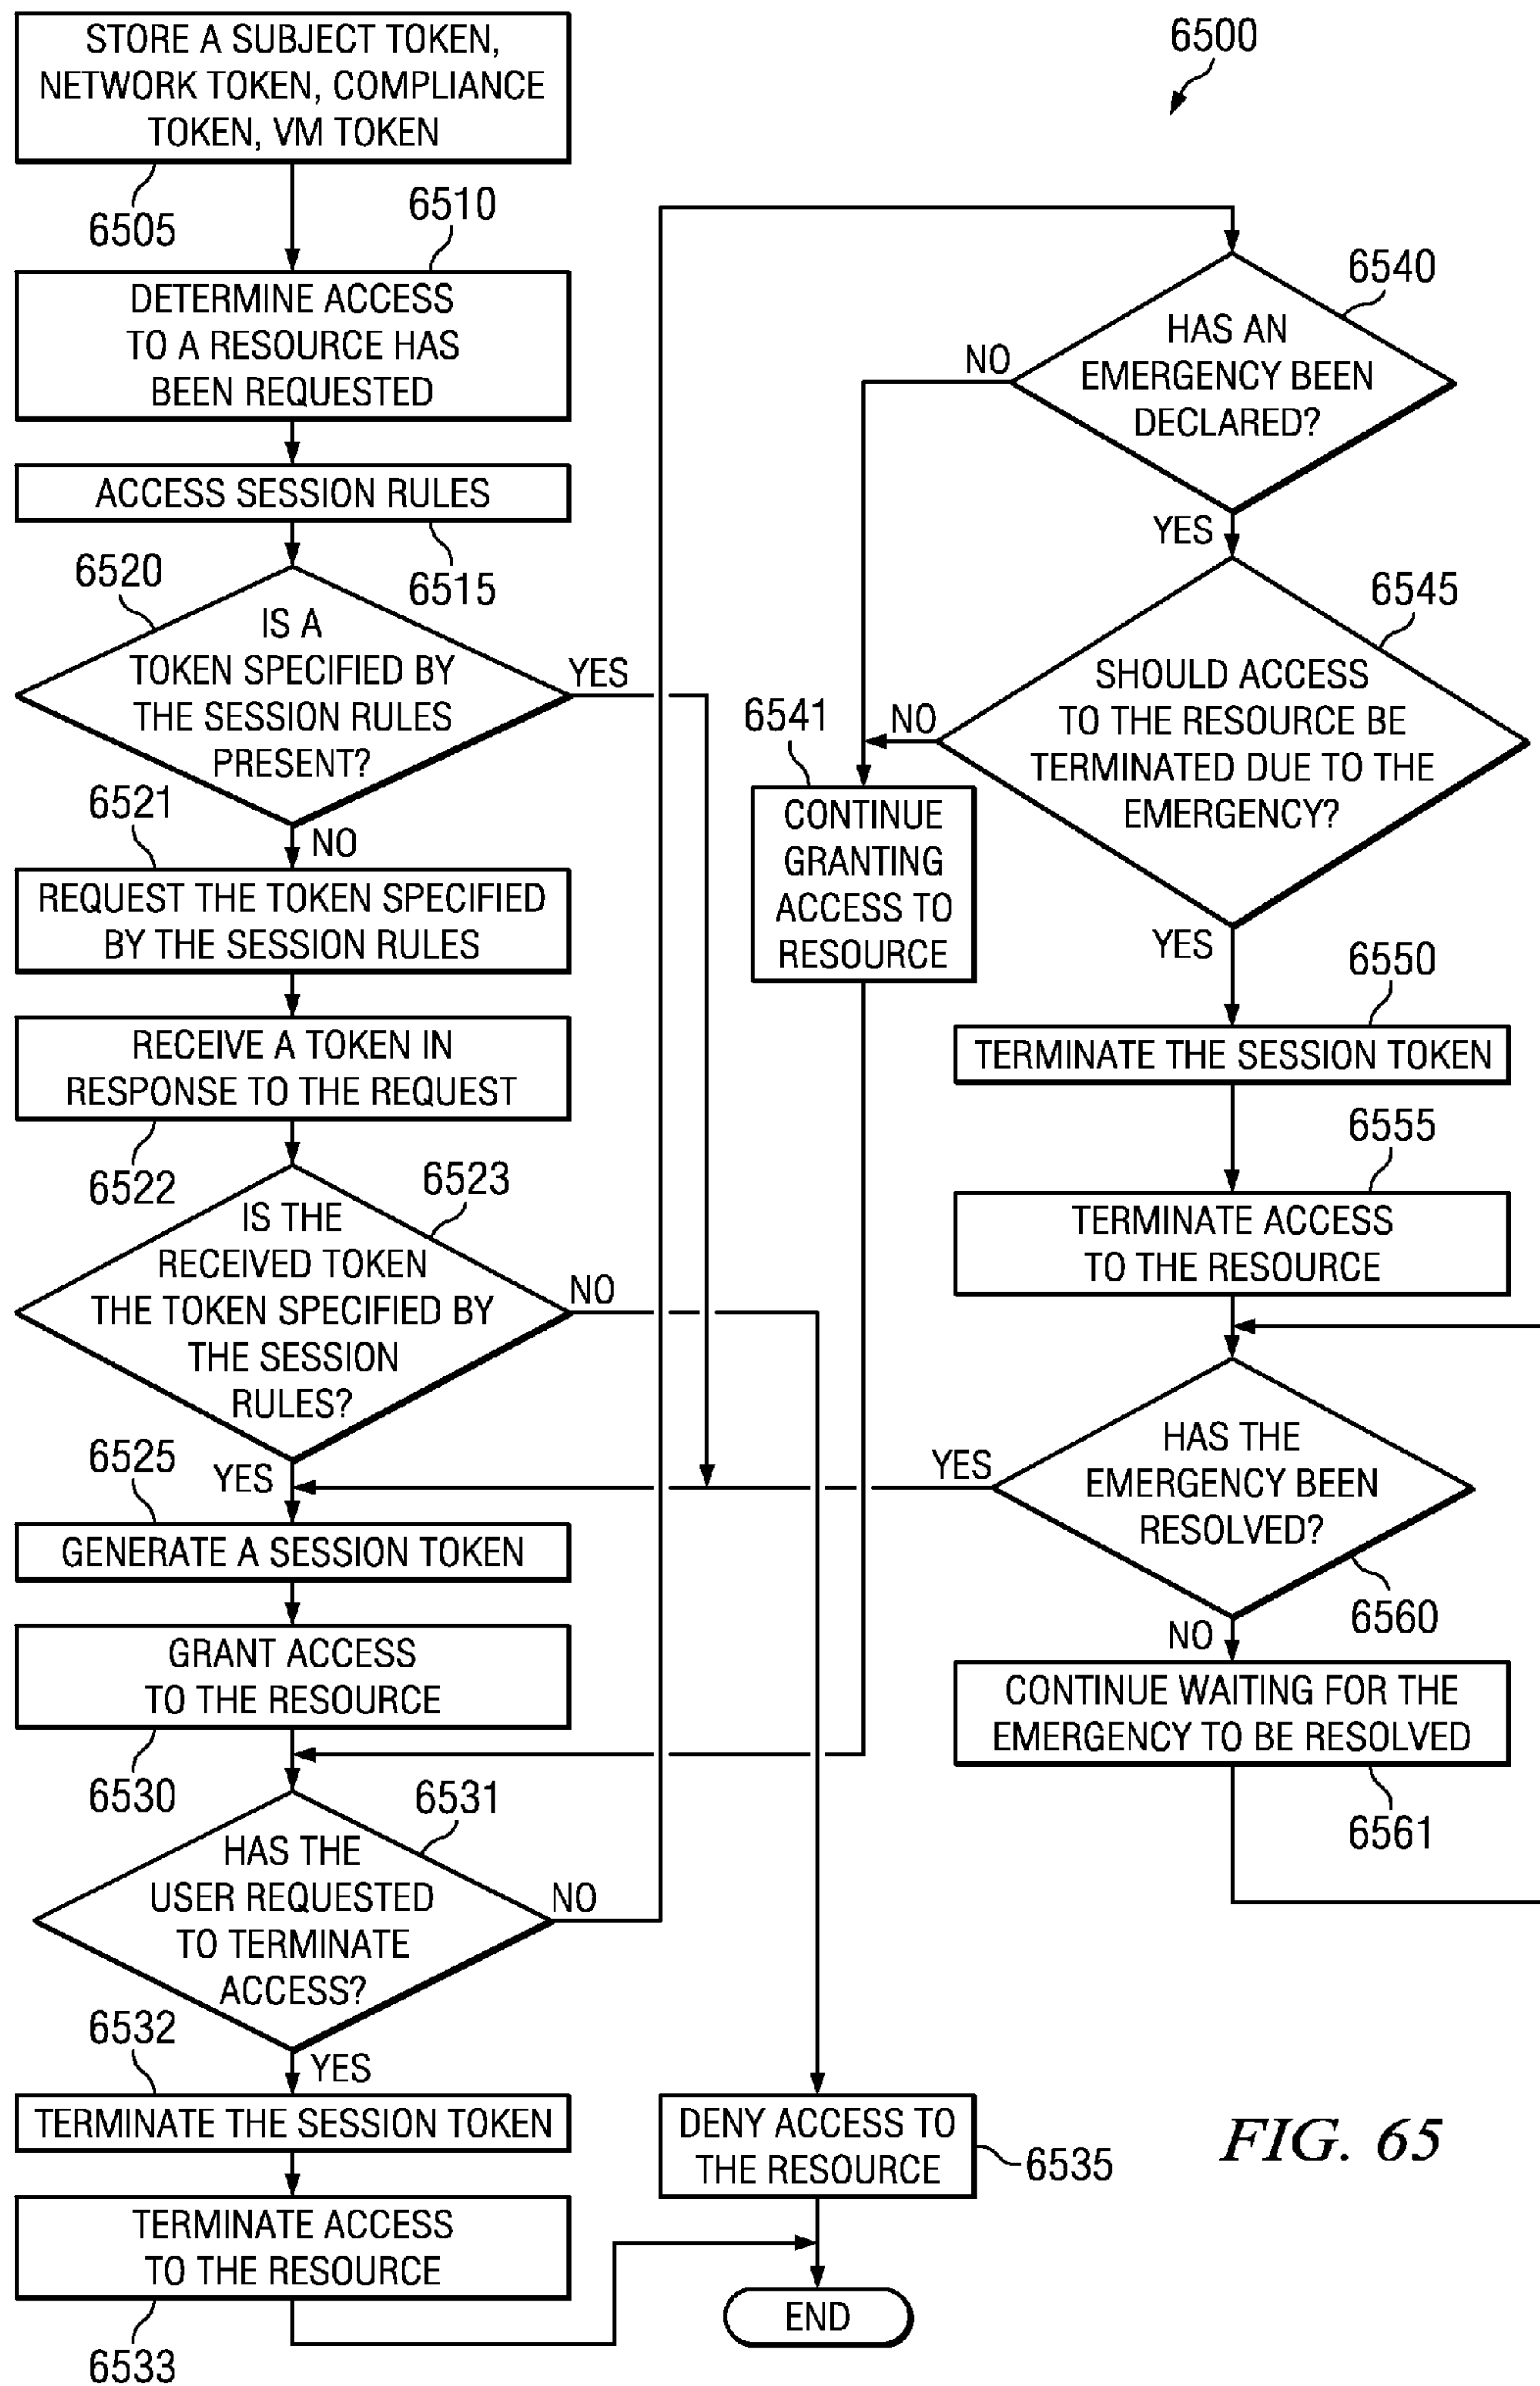 6500
STORE A SUBJECT TOKEN,
NETWORK TOKEN, COMPLIANCE
TOKEN, VM TOKEN
6505
6510
DETERMINE ACCESS
TO A RESOURCE HAS
BEEN REQUESTED
ACCESS SESSION RULES
6515
6520
IS A
TOKEN SPECIFIED BY
THE SESSION RULES
PRESENT?
YES
NO
6521
REQUEST THE TOKEN SPECIFIED
BY THE SESSION RULES
RECEIVE A TOKEN IN
RESPONSE TO THE REQUEST
6522
6523
IS THE
RECEIVED TOKEN
THE TOKEN SPECIFIED BY
THE SESSION
RULES?
NO
YES
6525
GENERATE A SESSION TOKEN
GRANT ACCESS
TO THE RESOURCE
6530
6531
HAS THE
USER REQUESTED
TO TERMINATE
ACCESS?
NO
YES
6532
TERMINATE THE SESSION TOKEN
TERMINATE ACCESS
TO THE RESOURCE
6533
DENY ACCESS TO
THE RESOURCE
6535
END
6540
HAS AN
EMERGENCY BEEN
DECLARED?
NO
YES
6541
CONTINUE
GRANTING
ACCESS TO
RESOURCE
6545
SHOULD ACCESS
TO THE RESOURCE BE
TERMINATED DUE TO THE
EMERGENCY?
NO
YES
6550
TERMINATE THE SESSION TOKEN
6555
TERMINATE ACCESS
TO THE RESOURCE
HAS THE
EMERGENCY BEEN
RESOLVED?
YES
6560
NO
CONTINUE WAITING FOR THE
EMERGENCY TO BE RESOLVED
6561
FIG. 65